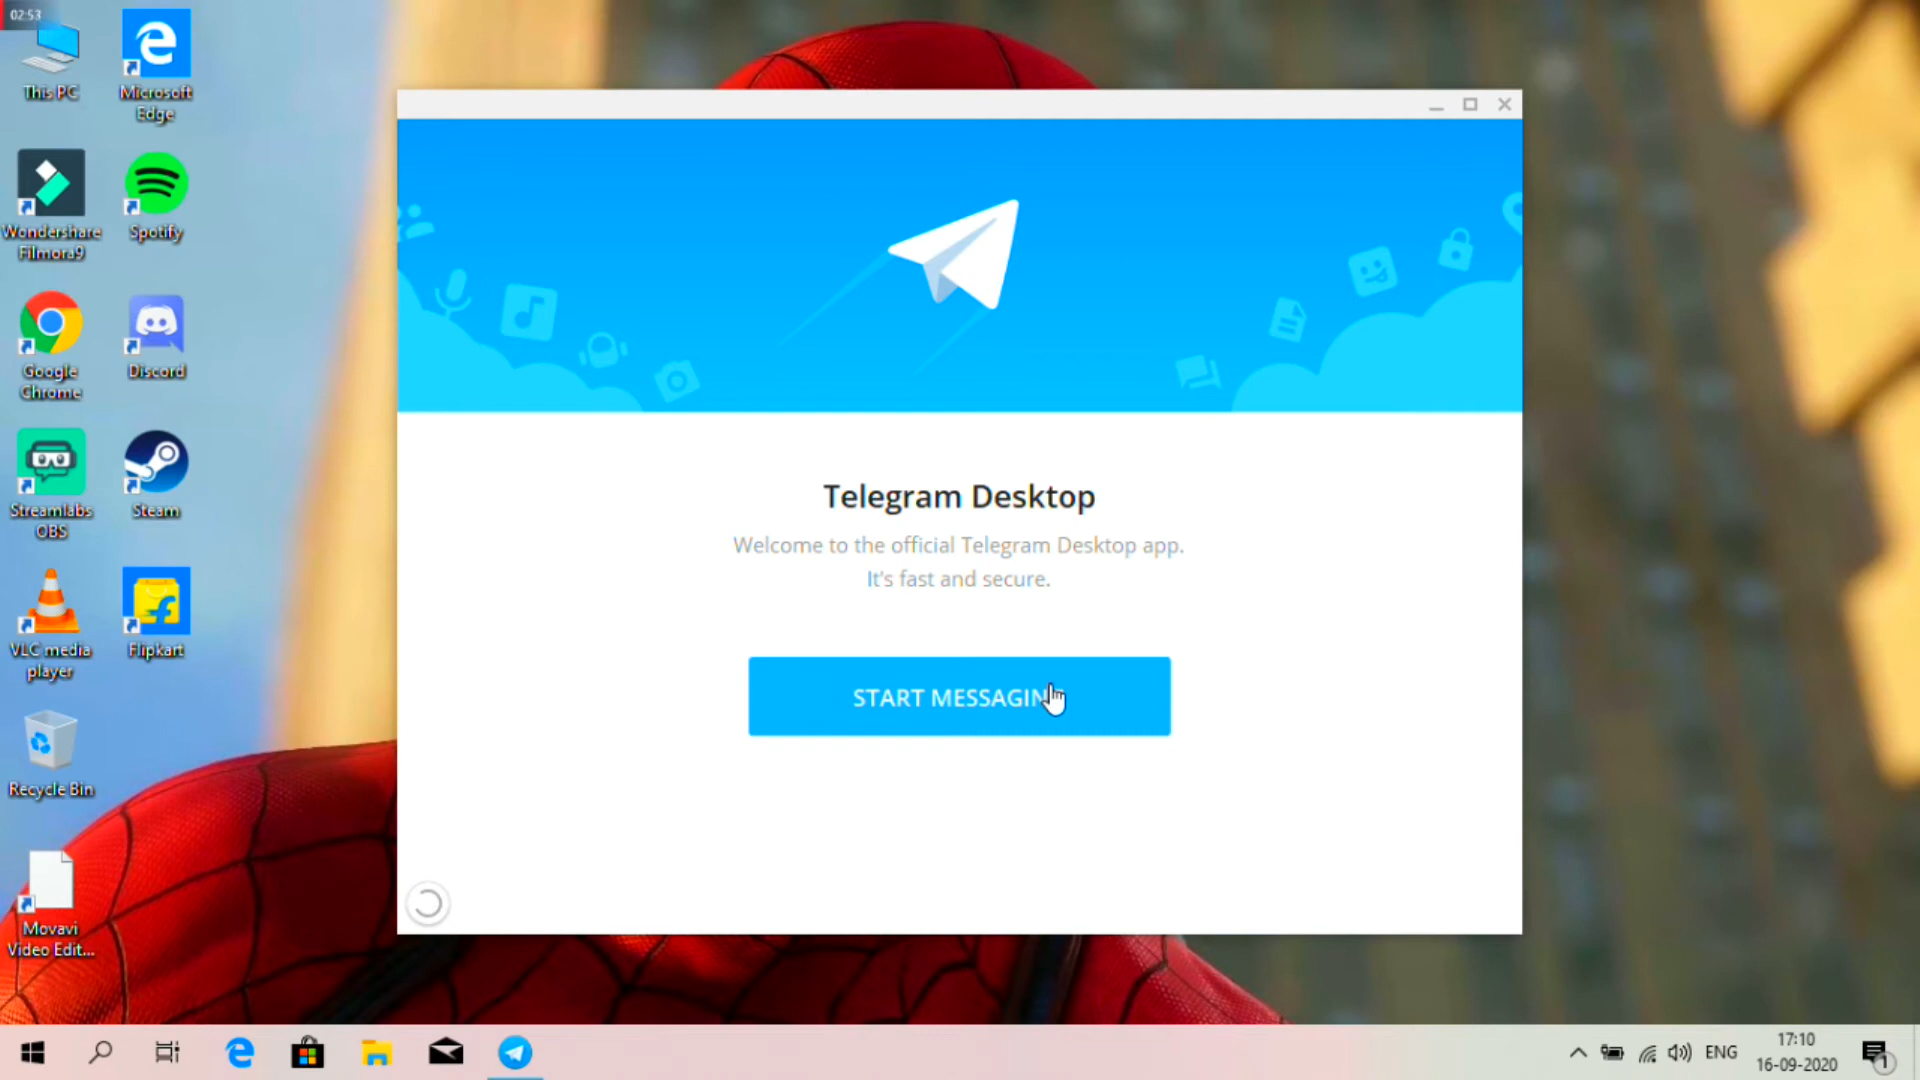 02:53
This PC
Microsoft
Edge
Wondershare
Filmora9
Spotify
Google
Chrome
Discord
Streamlabs
OBS
Steam
VLC media
player
Flipkart
Recycle Bin
Movavi
Video Edit...
Telegram Desktop
Welcome to the official Telegram Desktop app.
It's fast and secure.
START MESSAGIN
ENG
17:10
16-09-2020
1